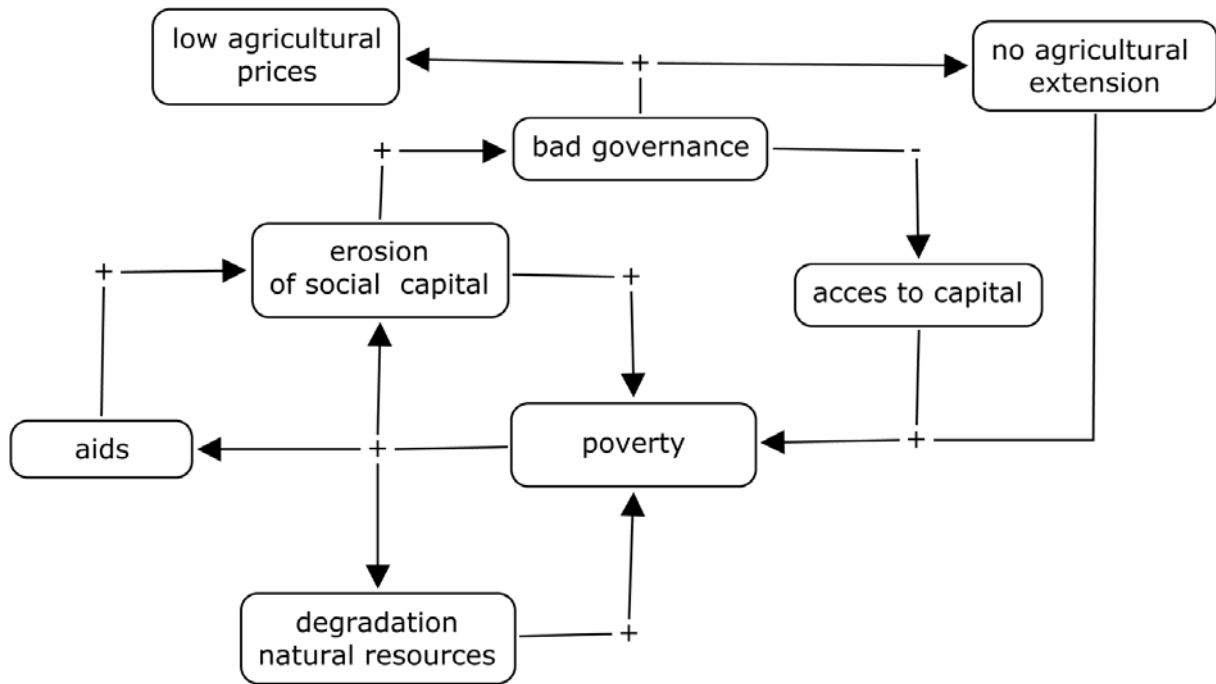 low agricultural
prices
+
no agricultural
extension
+
bad governance
-
erosion
of social capital
+
+
acces to capital
aids
+
poverty
+
degradation
natural resources
+